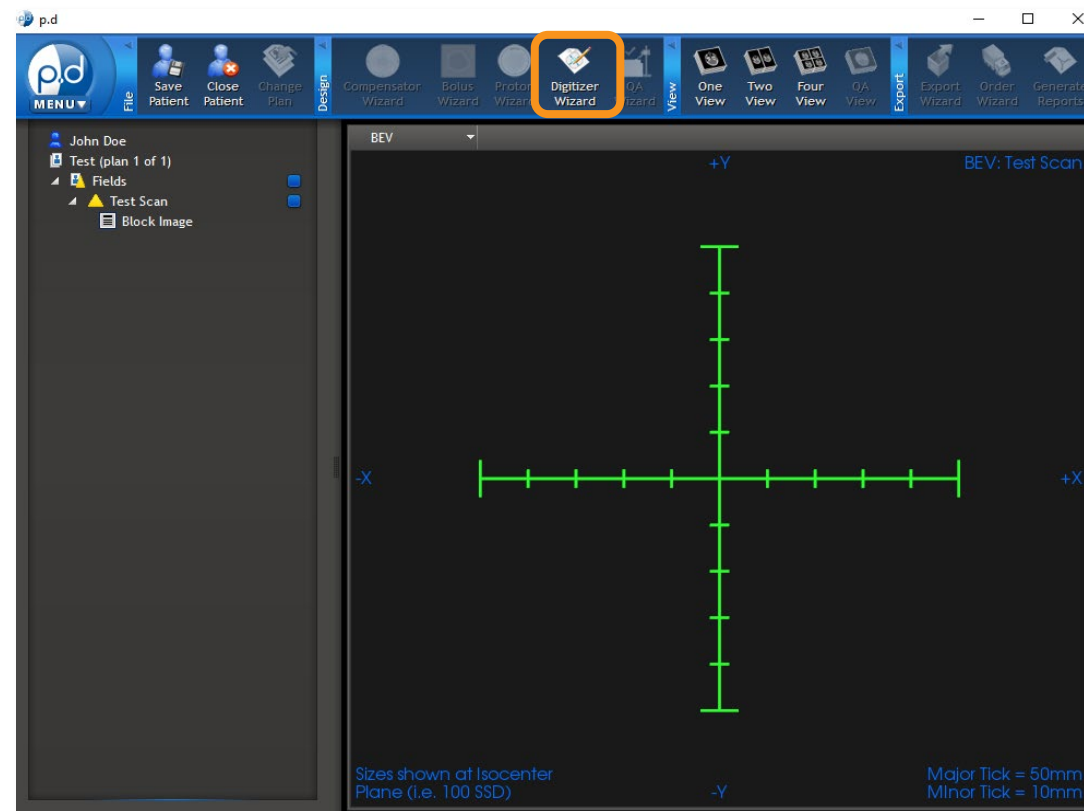 p.d
p.d
MENU
File
Save
Patient
Close
Patient
Change
Plan
Design
Compensator
Wizard
Bolus
Wizard
Proton
Wizard
Digitizer
Wizard
QA
Wizard
View
One
View
Two
View
Four
View
QA
View
Export
Export
Wizard
Order
Wizard
Generate
Reports
John Doe
Test (plan 1 of 1)
Fields
Test Scan
Block Image
BEV
+Y
BEV: Test Scan
-X
+X
Sizes shown at Isocenter
Plane (i.e. 100 SSD)
-Y
Major Tick = 50mm
MInor Tick = 10mm